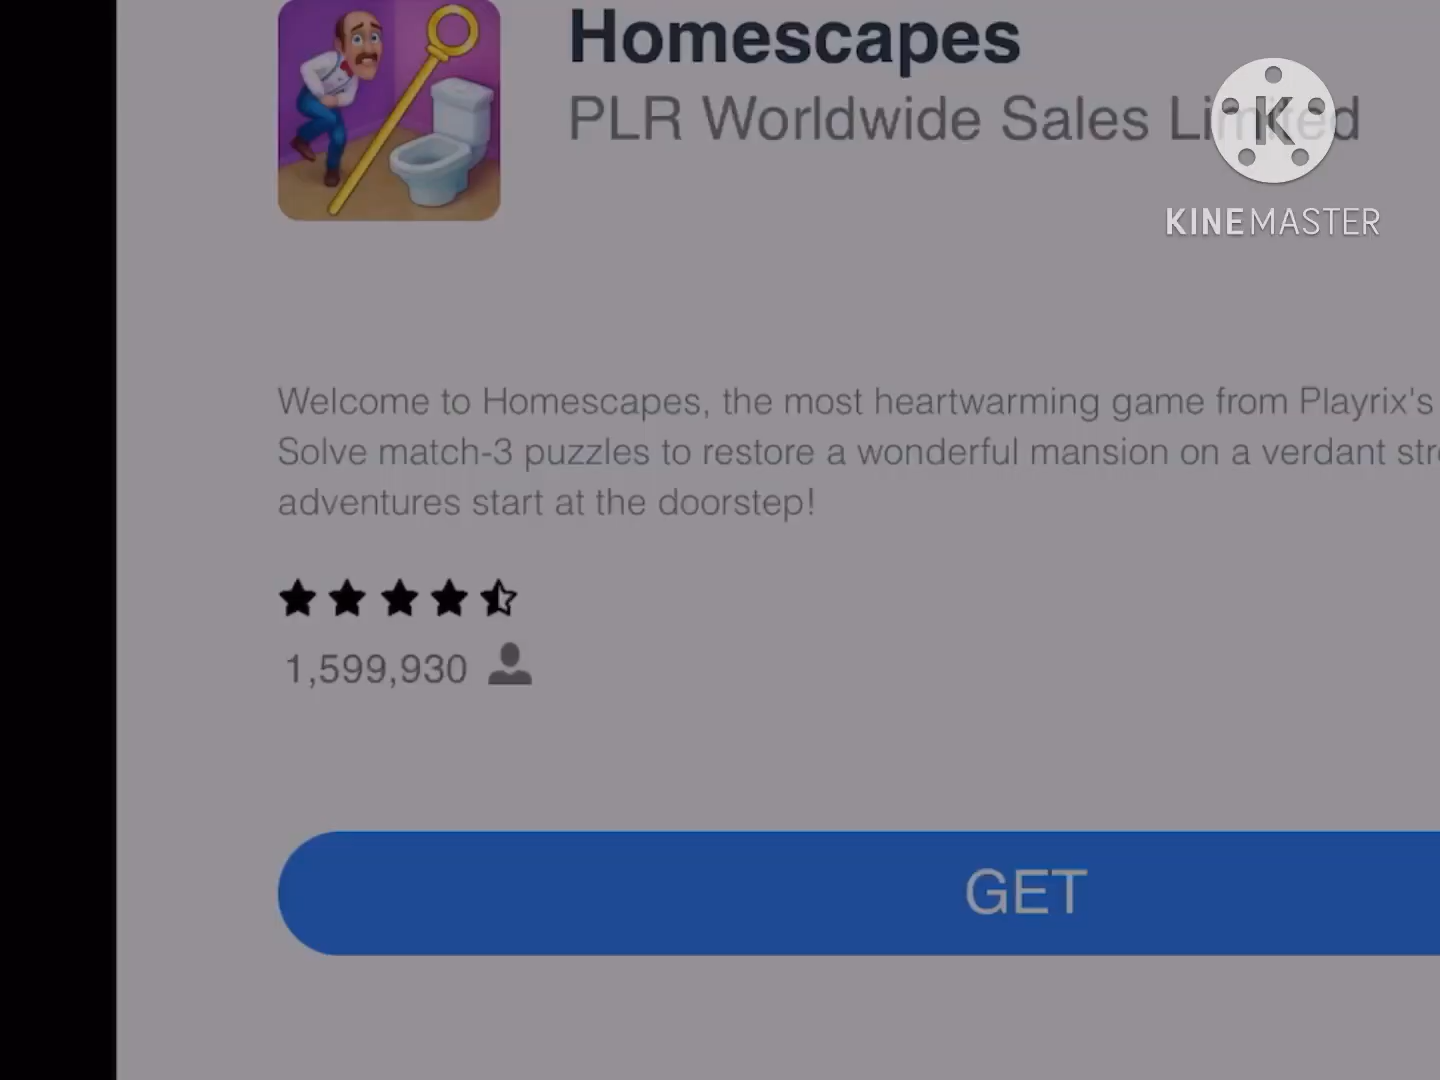 Homescapes
PLR Worldwide Sales Limited
K
KINEMASTER
Welcome to Homescapes, the most heartwarming game from Playrix's
Solve match-3 puzzles to restore a wonderful mansion on a verdant
adventures start at the doorstep!
1,599,930
GET